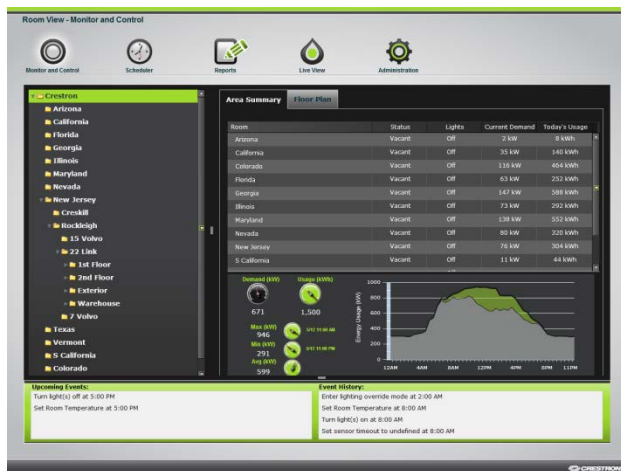 Room View - Monitor and Control
Monitor and Control Scheduler Reports Live View Administration
Crestron
Arizona
California
Florida
Georgia
Illinois
Maryland
Nevada
New Jersey
Creskill
Rockleigh
15 Volvo
22 Link
1st Floor
2nd Floor
Exterior
Warehouse
7 Volvo
Texas
Vermont
S California
Colorado
Area Summary Floor Plan
Room Status Lights Current Demand Today's Usage
Arizona Vacant Off 2 kW 8 kWh
California Vacant Off 35 kW 140 kWh
Colorado Vacant Off 116 kW 464 kWh
Florida Vacant Off 63 kW 252 kWh
Georgia Vacant Off 147 kW 588 kWh
Illinois Vacant Off 73 kW 292 kWh
Maryland Vacant Off 138 kW 552 kWh
Nevada Vacant Off 80 kW 320 kWh
New Jersey Vacant Off 76 kW 304 kWh
S California Vacant Off 11 kW 44 kWh
Demand (kW) Usage (kWh)
671 1,500
Max (kW)
946
3/12 11:00 AM
Min (kW)
291
3/12 11:00 PM
Avg (kW)
599
Energy Usage (kW)
1000
800
600
400
200
0
12AM 4AM 8AM 12PM 4PM 8PM 11PM
Upcoming Events:
Turn light(s) off at 5:00 PM
Set Room Temperature at 5:00 PM
Event History:
Enter lighting override mode at 2:00 AM
Set Room Temperature at 8:00 AM
Turn light(s) on at 8:00 AM
Set sensor timeout to undefined at 8:00 AM
CRESTRON